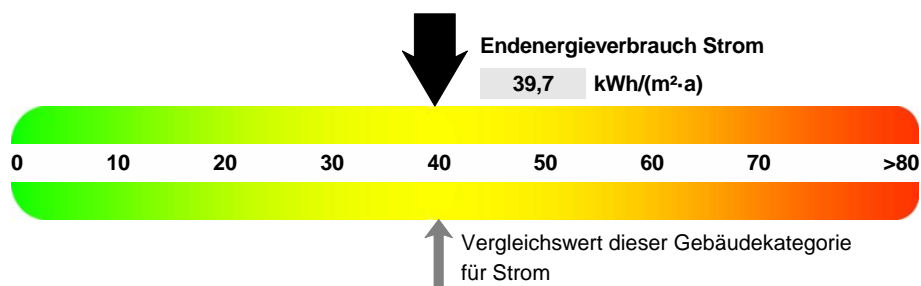 Endenergieverbrauch Strom
39,7 kWh/(m²·a)
0 10 20 30 40 50 60 70 >80
Vergleichswert dieser Gebäudekategorie
für Strom